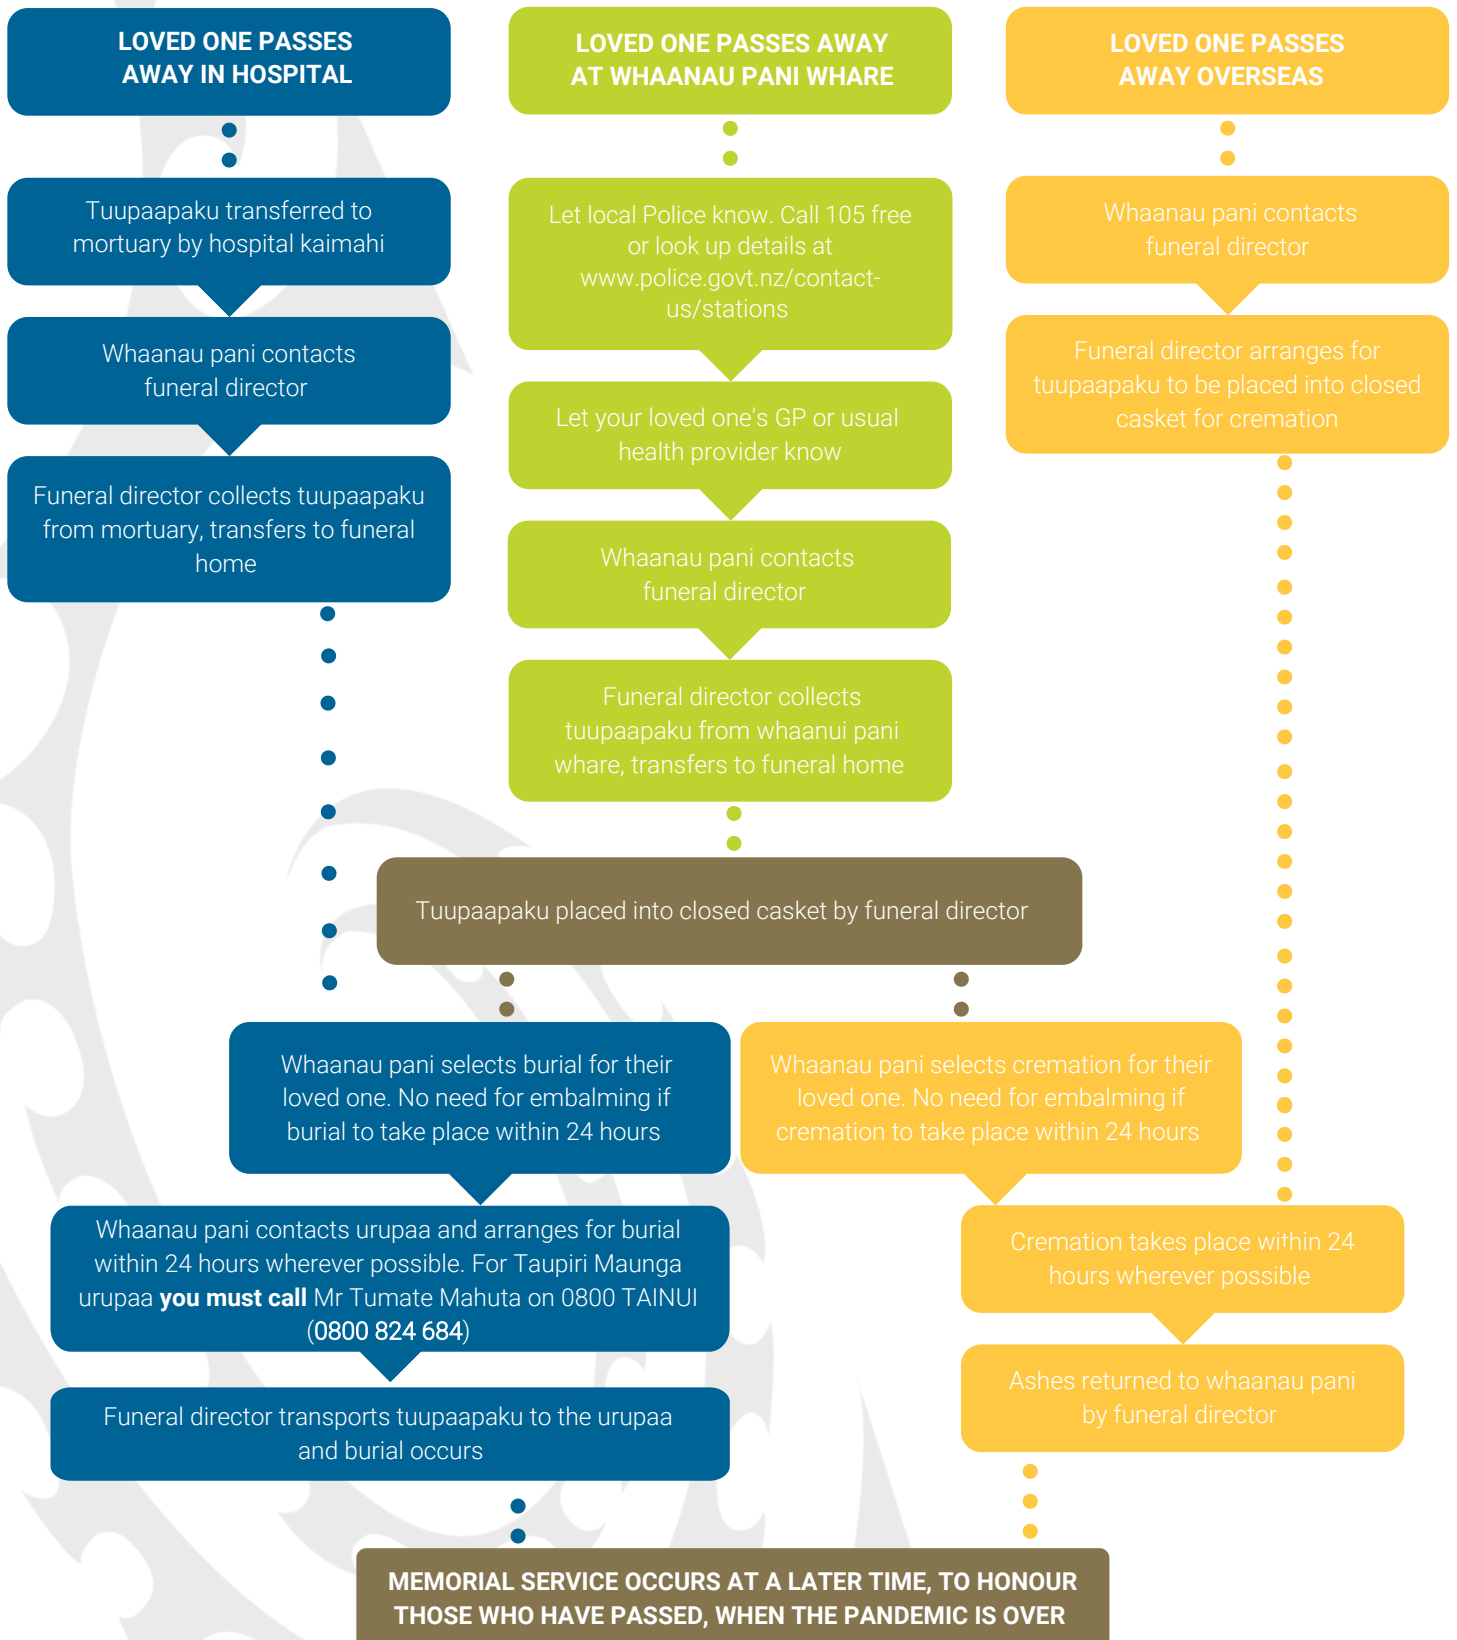 LOVED ONE PASSES
AWAY IN HOSPITAL
Tuupaapaku transferred to
mortuary by hospital kaimahi
Whaanau pani contacts
funeral director
Funeral director collects tuupaapaku
from mortuary, transfers to funeral
home
LOVED ONE PASSES AWAY
AT WHAANAU PANI WHARE
Let local Police know. Call 105 free
or look up details at
www.police.govt.nz/contact-
us/stations
Let your loved one's GP or usual
health provider know
Whaanau pani contacts
funeral director
Funeral director collects
tuupaapaku from whaanui pani
whare, transfers to funeral home
LOVED ONE PASSES
AWAY OVERSEAS
Whaanau pani contacts
funeral director
Funeral director arranges for
tuupaapaku to be placed into closed
casket for cremation
Tuupaapaku placed into closed casket by funeral director
Whaanau pani selects burial for their
loved one. No need for embalming if
burial to take place within 24 hours
Whaanau pani contacts urupaa and arranges for burial
within 24 hours wherever possible. For Taupiri Maunga
urupaa you must call Mr Tumate Mahuta on 0800 TAINUI
(0800 824 684)
Funeral director transports tuupaapaku to the urupaa
and burial occurs
Whaanau pani selects cremation for their
loved one. No need for embalming if
cremation to take place within 24 hours
Cremation takes place within 24
hours wherever possible
Ashes returned to whaanau pani
by funeral director
MEMORIAL SERVICE OCCURS AT A LATER TIME, TO HONOUR
THOSE WHO HAVE PASSED, WHEN THE PANDEMIC IS OVER